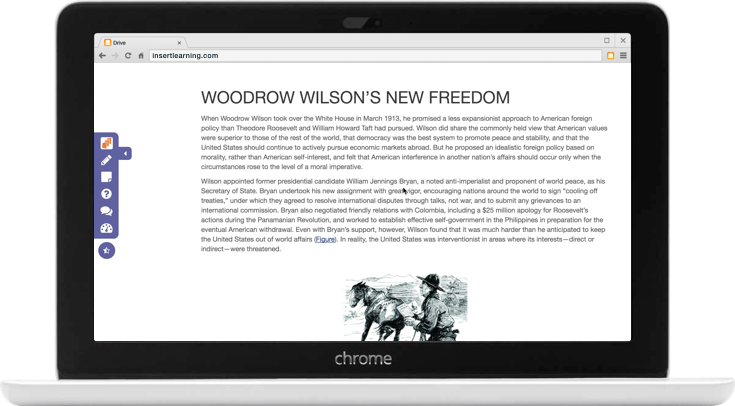 Drive
insertlearning.com
WOODROW WILSON'S NEW FREEDOM
When Woodrow Wilson took over the White House in March 1913, he promised a less expansionist approach to American foreign
policy than Theodore Roosevelt and William Howard Taft had pursued. Wilson did share the commonly held view that American values
were superior to those of the rest of the world, that democracy was the best system to promote peace and stability, and that the
United States should continue to actively pursue economic markets abroad. But he proposed an idealistic foreign policy based on
morality, rather than American self-interest, and felt that American interference in another nation's affairs should occur only when the
circumstances rose to the level of a moral imperative.
Wilson appointed former presidential candidate William Jennings Bryan, a noted anti-imperialist and proponent of world peace, as his
Secretary of State. Bryan undertook his new assignment with great vigor, encouraging nations around the world to sign “cooling off
treaties,” under which they agreed to resolve international disputes through talks, not war, and to submit any grievances to an
international commission. Bryan also negotiated friendly relations with Colombia, including a $25 million apology for Roosevelt's
actions during the Panamanian Revolution, and worked to establish effective self-government in the Philippines in preparation for the
eventual American withdrawal. Even with Bryan's support, however, Wilson found that it was much harder than he anticipated to keep
the United States out of world affairs (Figure). In reality, the United States was interventionist in areas where its interests—direct or
indirect—were threatened.
chrome